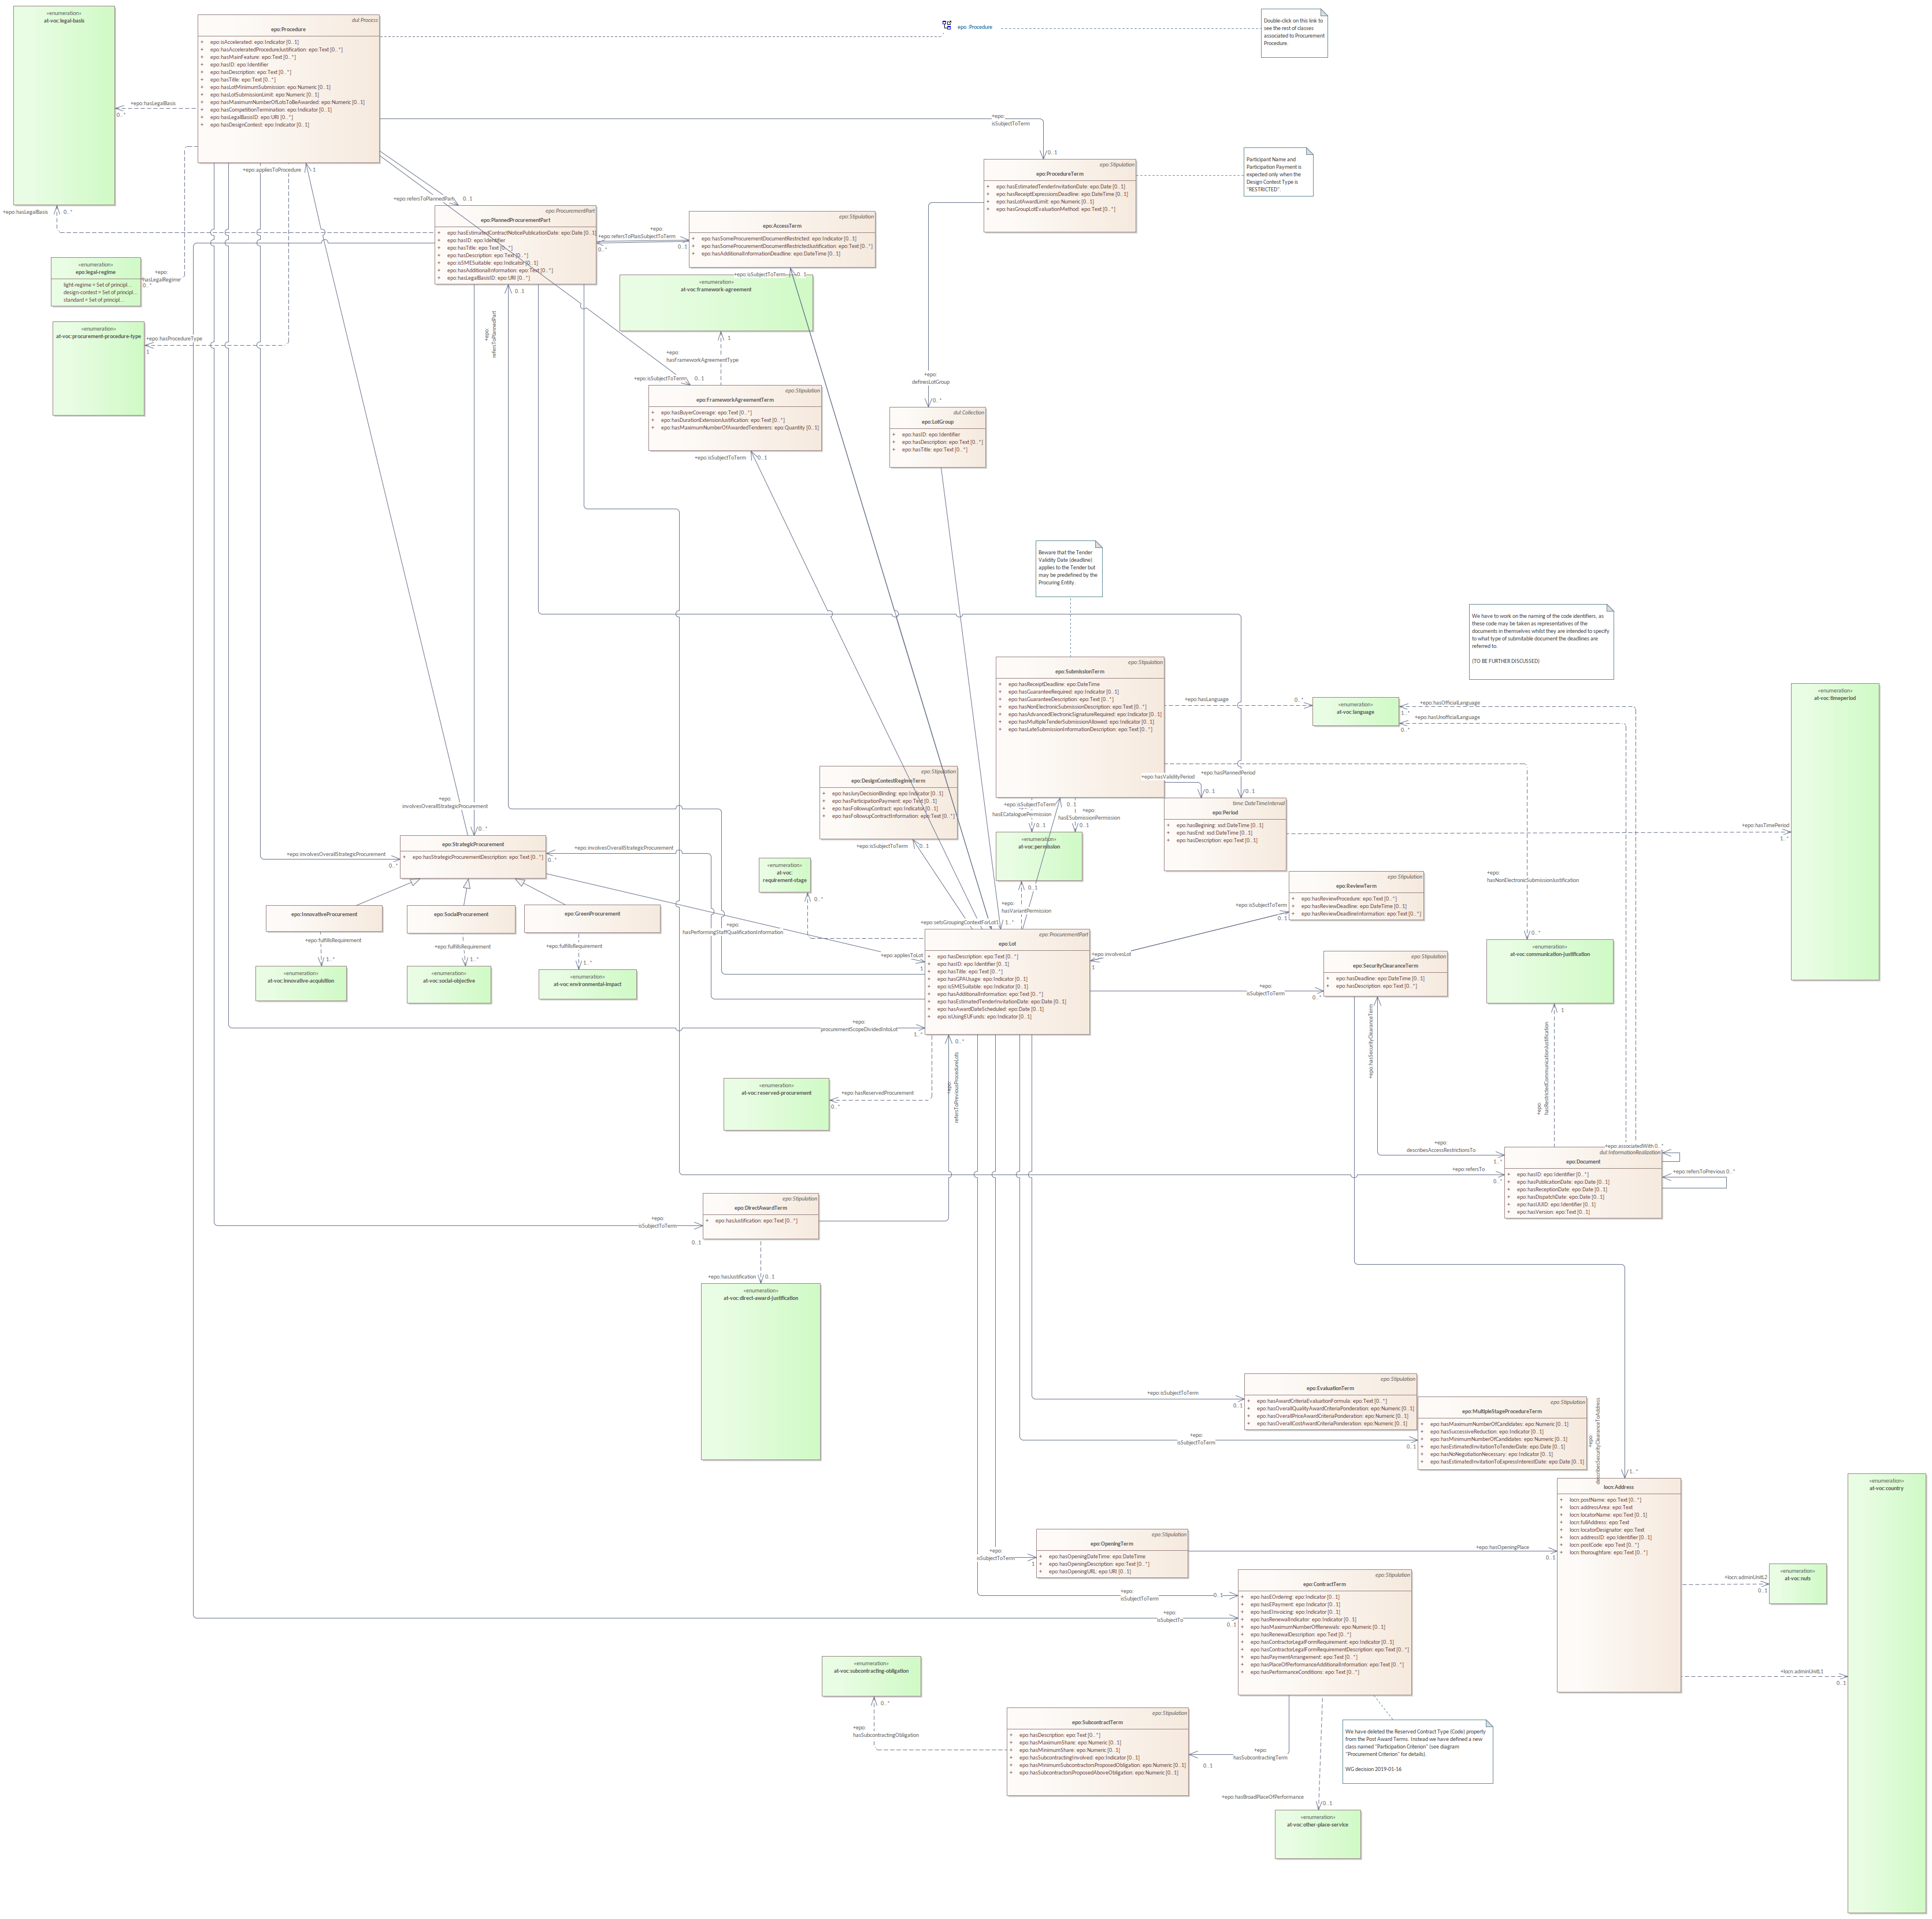 «enumeration»
at-voc:legal-basis
dul:Process
epo:Procedure
+ epo:isAccelerated: epo:Indicator [0..1]
+ epo:hasAcceleratedProcedureJustification: epo:Text [0..*]
+ epo:hasMainFeature: epo:Text [0..*]
+ epo:hasID: epo:Identifier
+ epo:hasDescription: epo:Text [0..*]
+ epo:hasTitle: epo:Text [0..*]
+ epo:hasLotMinimumSubmission: epo:Numeric [0..1]
+ epo:hasLotSubmissionLimit: epo:Numeric [0..1]
+ epo:hasMaximumNumberOfLotsToBeAwarded: epo:Numeric [0..1]
+ epo:hasCompetitionTermination: epo:Indicator [0..1]
+ epo:hasLegalBasisID: epo:URI [0..*]
+ epo:hasDesignContest: epo:Indicator [0..1]
epo: Procedure
Double-click on this link to
see the rest of classes
associated to Procurement
Procedure.
+epo:hasLegalBasis
0..*
+epo:
isSubjectToTerm
0..1
epo:Stipulation
epo:ProcedureTerm
+ epo:hasEstimatedTenderInvitationDate: epo:Date [0..1]
+ epo:hasReceiptExpressionsDeadline: epo:DateTime [0..1]
+ epo:hasLotAwardLimit: epo:Numeric [0..1]
+ epo:hasGroupLotEvaluationMethod: epo:Text [0..*]
Participant Name and
Participation Payment is
expected only when the
Design Contest Type is
"RESTRICTED".
+epo:appliesToProcedure
1
+epo:refersToPlannedPart
0..1
+epo:hasLegalBasis
0..*
epo:ProcurementPart
epo:PlannedProcurementPart
+ epo:hasEstimatedContractNoticePublicationDate: epo:Date [0..1]
+ epo:hasID: epo:Identifier
+ epo:hasTitle: epo:Text [0..*]
+ epo:hasDescription: epo:Text [0..*]
+ epo:isSMESuitable: epo:Indicator [0..1]
+ epo:hasAdditionalInformation: epo:Text [0..*]
+ epo:hasLegalBasisID: epo:URI [0..*]
0..*
0..1
epo:Stipulation
epo:AccessTerm
+ epo:hasSomeProcurementDocumentRestricted: epo:Indicator [0..1]
+ epo:hasSomeProcurementDocumentRestrictedJustification: epo:Text [0..*]
+ epo:hasAdditionalInformationDeadline: epo:DateTime [0..1]
+epo:isSubjectToTerm
0..1
«enumeration»
epo:legal-regime
light-regime = Set of principl...
design-contest = Set of principl...
standard = Set of principl...
+epo:
hasLegalRegime
0..*
«enumeration»
at-voc:framework-agreement
«enumeration»
at-voc:procurement-procedure-type
+epo:hasProcedureType
1
0..1
+epo:
refersToPlannedPart
1
+epo:
hasFrameworkAgreementType
+epo:isSubjectToTerm
0..1
epo:Stipulation
epo:FrameworkAgreementTerm
+ epo:hasBuyerCoverage: epo:Text [0..*]
+ epo:hasDurationExtensionJustification: epo:Text [0..*]
+ epo:hasMaximumNumberOfAwardedTenderers: epo:Quantity [0..1]
+epo:isSubjectToTerm
0..1
+epo:
definesLotGroup
0..*
dul:Collection
epo:LotGroup
+ epo:hasID: epo:Identifier
+ epo:hasDescription: epo:Text [0..*]
+ epo:hasTitle: epo:Text [0..*]
Beware that the Tender
Validity Date (deadline)
applies to the Tender but
may be predefined by the
Procuring Entity.
We have to work on the naming of the code identifiers, as
these code may be taken as representatives of the
documents in themselves whilst they are intended to specify
to what type of submitable document the deadlines are
referred to.
(TO BE FURTHER DISCUSSED)
epo:Stipulation
epo:SubmissionTerm
+ epo:hasReceiptDeadline: epo:DateTime
+ epo:hasGuaranteeRequired: epo:Indicator [0..1]
+ epo:hasGuaranteeDescription: epo:Text [0..*]
+ epo:hasNonElectronicSubmissionDescription: epo:Text [0..*]
+ epo:hasAdvancedElectronicSignatureRequired: epo:Indicator [0..1]
+ epo:hasMultipleTenderSubmissionAllowed: epo:Indicator [0..1]
+ epo:hasLateSubmissionInformationDescription: epo:Text [0..*]
+epo:hasLanguage
0..*
«enumeration»
at-voc:language
+epo:hasOfficialLanguage
1..*
+epo:hasUnofficialLanguage
0..*
«enumeration»
at-voc:timeperiod
epo:Stipulation
epo:DesignContestRegimeTerm
+ epo:hasJuryDecisionBinding: epo:Indicator [0..1]
+ epo:hasParticipationPayment: epo:Text [0..*]
+ epo:hasFollowupContract: epo:Indicator [0..1]
+ epo:hasFollowupContractInformation: epo:Text [0..*]
+epo:isSubjectToTerm
0..1
+epo:hasPlannedPeriod
+epo:hasValidityPeriod
0..*
0..1
time:DateTimeInterval
epo:Period
+ epo:hasBegining: xsd:DateTime [0..1]
+ epo:hasEnd: xsd:DateTime [0..1]
+ epo:hasDescription: epo:Text [0..1]
+epo:hasTimePeriod
1..*
+epo:isSubjectToTerm
0..1
hasECataloguePermission
0..1
hasESubmissionPermission
0..1
«enumeration»
at-voc:permission
0..1
+epo:
hasVariantPermission
+epo:
involvesOverallStrategicProcurement
0..*
epo:StrategicProcurement
+ epo:hasStrategicProcurementDescription: epo:Text [0..*]
+epo:involvesOverallStrategicProcurement
0..*
+epo:involvesOverallStrategicProcurement
0..*
epo:InnovativeProcurement
epo:SocialProcurement
epo:GreenProcurement
+epo:fulfillsRequirement
+epo:fulfillsRequirement
+epo:fulfillsRequirement
1..*
1..*
1..*
«enumeration»
at-voc:innovative-acquisition
«enumeration»
at-voc:social-objective
«enumeration»
at-voc:environmental-impact
«enumeration»
at-voc:
requirement-stage
0..*
+epo:
hasPerformingStaffQualificationInformation
+epo:setsGroupingContextForLot
1..*
epo:ProcurementPart
epo:Lot
+ epo:hasDescription: epo:Text [0..*]
+ epo:hasID: epo:Identifier [0..1]
+ epo:hasTitle: epo:Text [0..*]
+ epo:hasGPAUsage: epo:Indicator [0..1]
+ epo:isSMESuitable: epo:Indicator [0..1]
+ epo:hasAdditionalInformation: epo:Text [0..*]
+ epo:hasEstimatedTenderInvitationDate: epo:Date [0..1]
+ epo:hasAwardDateScheduled: epo:Date [0..1]
+ epo:isUsingEUFunds: epo:Indicator [0..1]
+epo:appliesToLot
1
+epo:involvesLot
1
+epo:isSubjectToTerm
0..1
epo:Stipulation
epo:ReviewTerm
+ epo:hasReviewProcedure: epo:Text [0..*]
+ epo:hasReviewDeadline: epo:DateTime [0..1]
+ epo:hasReviewDeadlineInformation: epo:Text [0..*]
+epo:
hasNonElectronicSubmissionJustification
0..*
«enumeration»
at-voc:communication-justification
1
epo:Stipulation
epo:SecurityClearanceTerm
+ epo:hasDeadline: epo:DateTime [0..1]
+ epo:hasDescription: epo:Text [0..*]
+epo:
isSubjectToTerm
0..*
+epo:hasSecurityClearanceTerm
+epo:
hasRestrictedCommunicationJustification
+epo:
procurementScopeDividedIntoLot
1..*
0..*
+epo:
refersToPreviousProcedureLots
«enumeration»
at-voc:reserved-procurement
+epo:hasReservedProcurement
0..*
+epo:
describesAccessRestrictionsTo
1..*
+epo:refersTo
0..*
+epo:associatedWith 0..*
dul:InformationRealization
epo:Document
+ epo:hasID: epo:Identifier [0..*]
+ epo:hasPublicationDate: epo:Date [0..1]
+ epo:hasReceptionDate: epo:Date [0..1]
+ epo:hasDispatchDate: epo:Date [0..1]
+ epo:hasUUID: epo:Identifier [0..1]
+ epo:hasVersion: epo:Text [0..1]
+epo:refersToPrevious 0..*
epo:Stipulation
epo:DirectAwardTerm
+ epo:hasJustification: epo:Text [0..*]
+epo:
isSubjectToTerm
0..1
+epo:hasJustification
0..1
«enumeration»
at-voc:direct-award-justification
+epo:isSubjectToTerm
0..1
epo:Stipulation
epo:EvaluationTerm
+ epo:hasAwardCriteriaEvaluationFormula: epo:Text [0..*]
+ epo:hasOverallQualityAwardCriteriaPonderation: epo:Numeric [0..1]
+ epo:hasOverallPriceAwardCriteriaPonderation: epo:Numeric [0..1]
+ epo:hasOverallCostAwardCriteriaPonderation: epo:Numeric [0..1]
+epo:
isSubjectToTerm
0..1
epo:Stipulation
epo:MultipleStageProcedureTerm
+ epo:hasMaximumNumberOfCandidates: epo:Numeric [0..1]
+ epo:hasSuccessiveReduction: epo:Indicator [0..1]
+ epo:hasMinimumNumberOfCandidates: epo:Numeric [0..1]
+ epo:hasEstimatedInvitationToTenderDate: epo:Date [0..1]
+ epo:hasNoNegotiationNecessary: epo:Indicator [0..1]
+ epo:hasEstimatedInvitationToExpressInterestDate: epo:Date [0..1]
+epo:
describesSecurityClearanceToAddress
1..*
locn:Address
+ locn:postName: epo:Text [0..*]
+ locn:addressArea: epo:Text
+ locn:locatorName: epo:Text [0..1]
+ locn:fullAddress: epo:Text
+ locn:locatorDesignator: epo:Text
+ locn:addressID: epo:Identifier [0..1]
+ locn:postCode: epo:Text [0..*]
+ locn:thoroughfare: epo:Text [0..*]
«enumeration»
at-voc:country
epo:Stipulation
epo:OpeningTerm
+ epo:hasOpeningDateTime: epo:DateTime
+ epo:hasOpeningDescription: epo:Text [0..*]
+ epo:hasOpeningURL: epo:URI [0..1]
+epo:
isSubjectToTerm
1
+epo:hasOpeningPlace
0..1
+locn:adminUnitL2
0..1
«enumeration»
at-voc:nuts
+epo:
isSubjectToTerm
0..1
+epo:
isSubjectTo
0..1
epo:Stipulation
epo:ContractTerm
+ epo:hasEOrdering: epo:Indicator [0..1]
+ epo:hasEPayment: epo:Indicator [0..1]
+ epo:hasEInvoicing: epo:Indicator [0..1]
+ epo:hasRenewalIndicator: epo:Indicator [0..1]
+ epo:hasMaximumNumberOfRenewals: epo:Numeric [0..1]
+ epo:hasRenewalDescription: epo:Text [0..*]
+ epo:hasContractorLegalFormRequirement: epo:Indicator [0..1]
+ epo:hasContractorLegalFormRequirementDescription: epo:Text [0..*]
+ epo:hasPaymentArrangement: epo:Text [0..*]
+ epo:hasPlaceOfPerformanceAdditionalInformation: epo:Text [0..*]
+ epo:hasPerformanceConditions: epo:Text [0..*]
+locn:adminUnitL1
0..1
«enumeration»
at-voc:subcontracting-obligation
0..*
+epo:
hasSubcontractingObligation
epo:Stipulation
epo:SubcontractTerm
+ epo:hasDescription: epo:Text [0..*]
+ epo:hasMaximumShare: epo:Numeric [0..1]
+ epo:hasMinimumShare: epo:Numeric [0..1]
+ epo:hasSubcontractingInvolved: epo:Indicator [0..1]
+ epo:hasMinimumSubcontractorsProposedObligation: epo:Numeric [0..1]
+ epo:hasSubcontractorsProposedAboveObligation: epo:Numeric [0..1]
+epo:
hasSubcontractingTerm
0..1
We have deleted the Reserved Contract Type (Code) property
from the Post Award Terms. Instead we have defined a new
class named "Participation Criterion" (see diagram
"Procurement Criterion" for details).
WG decision 2019-01-16
+epo:hasBroadPlaceOfPerformance
0..1
«enumeration»
at-voc:other-place-service